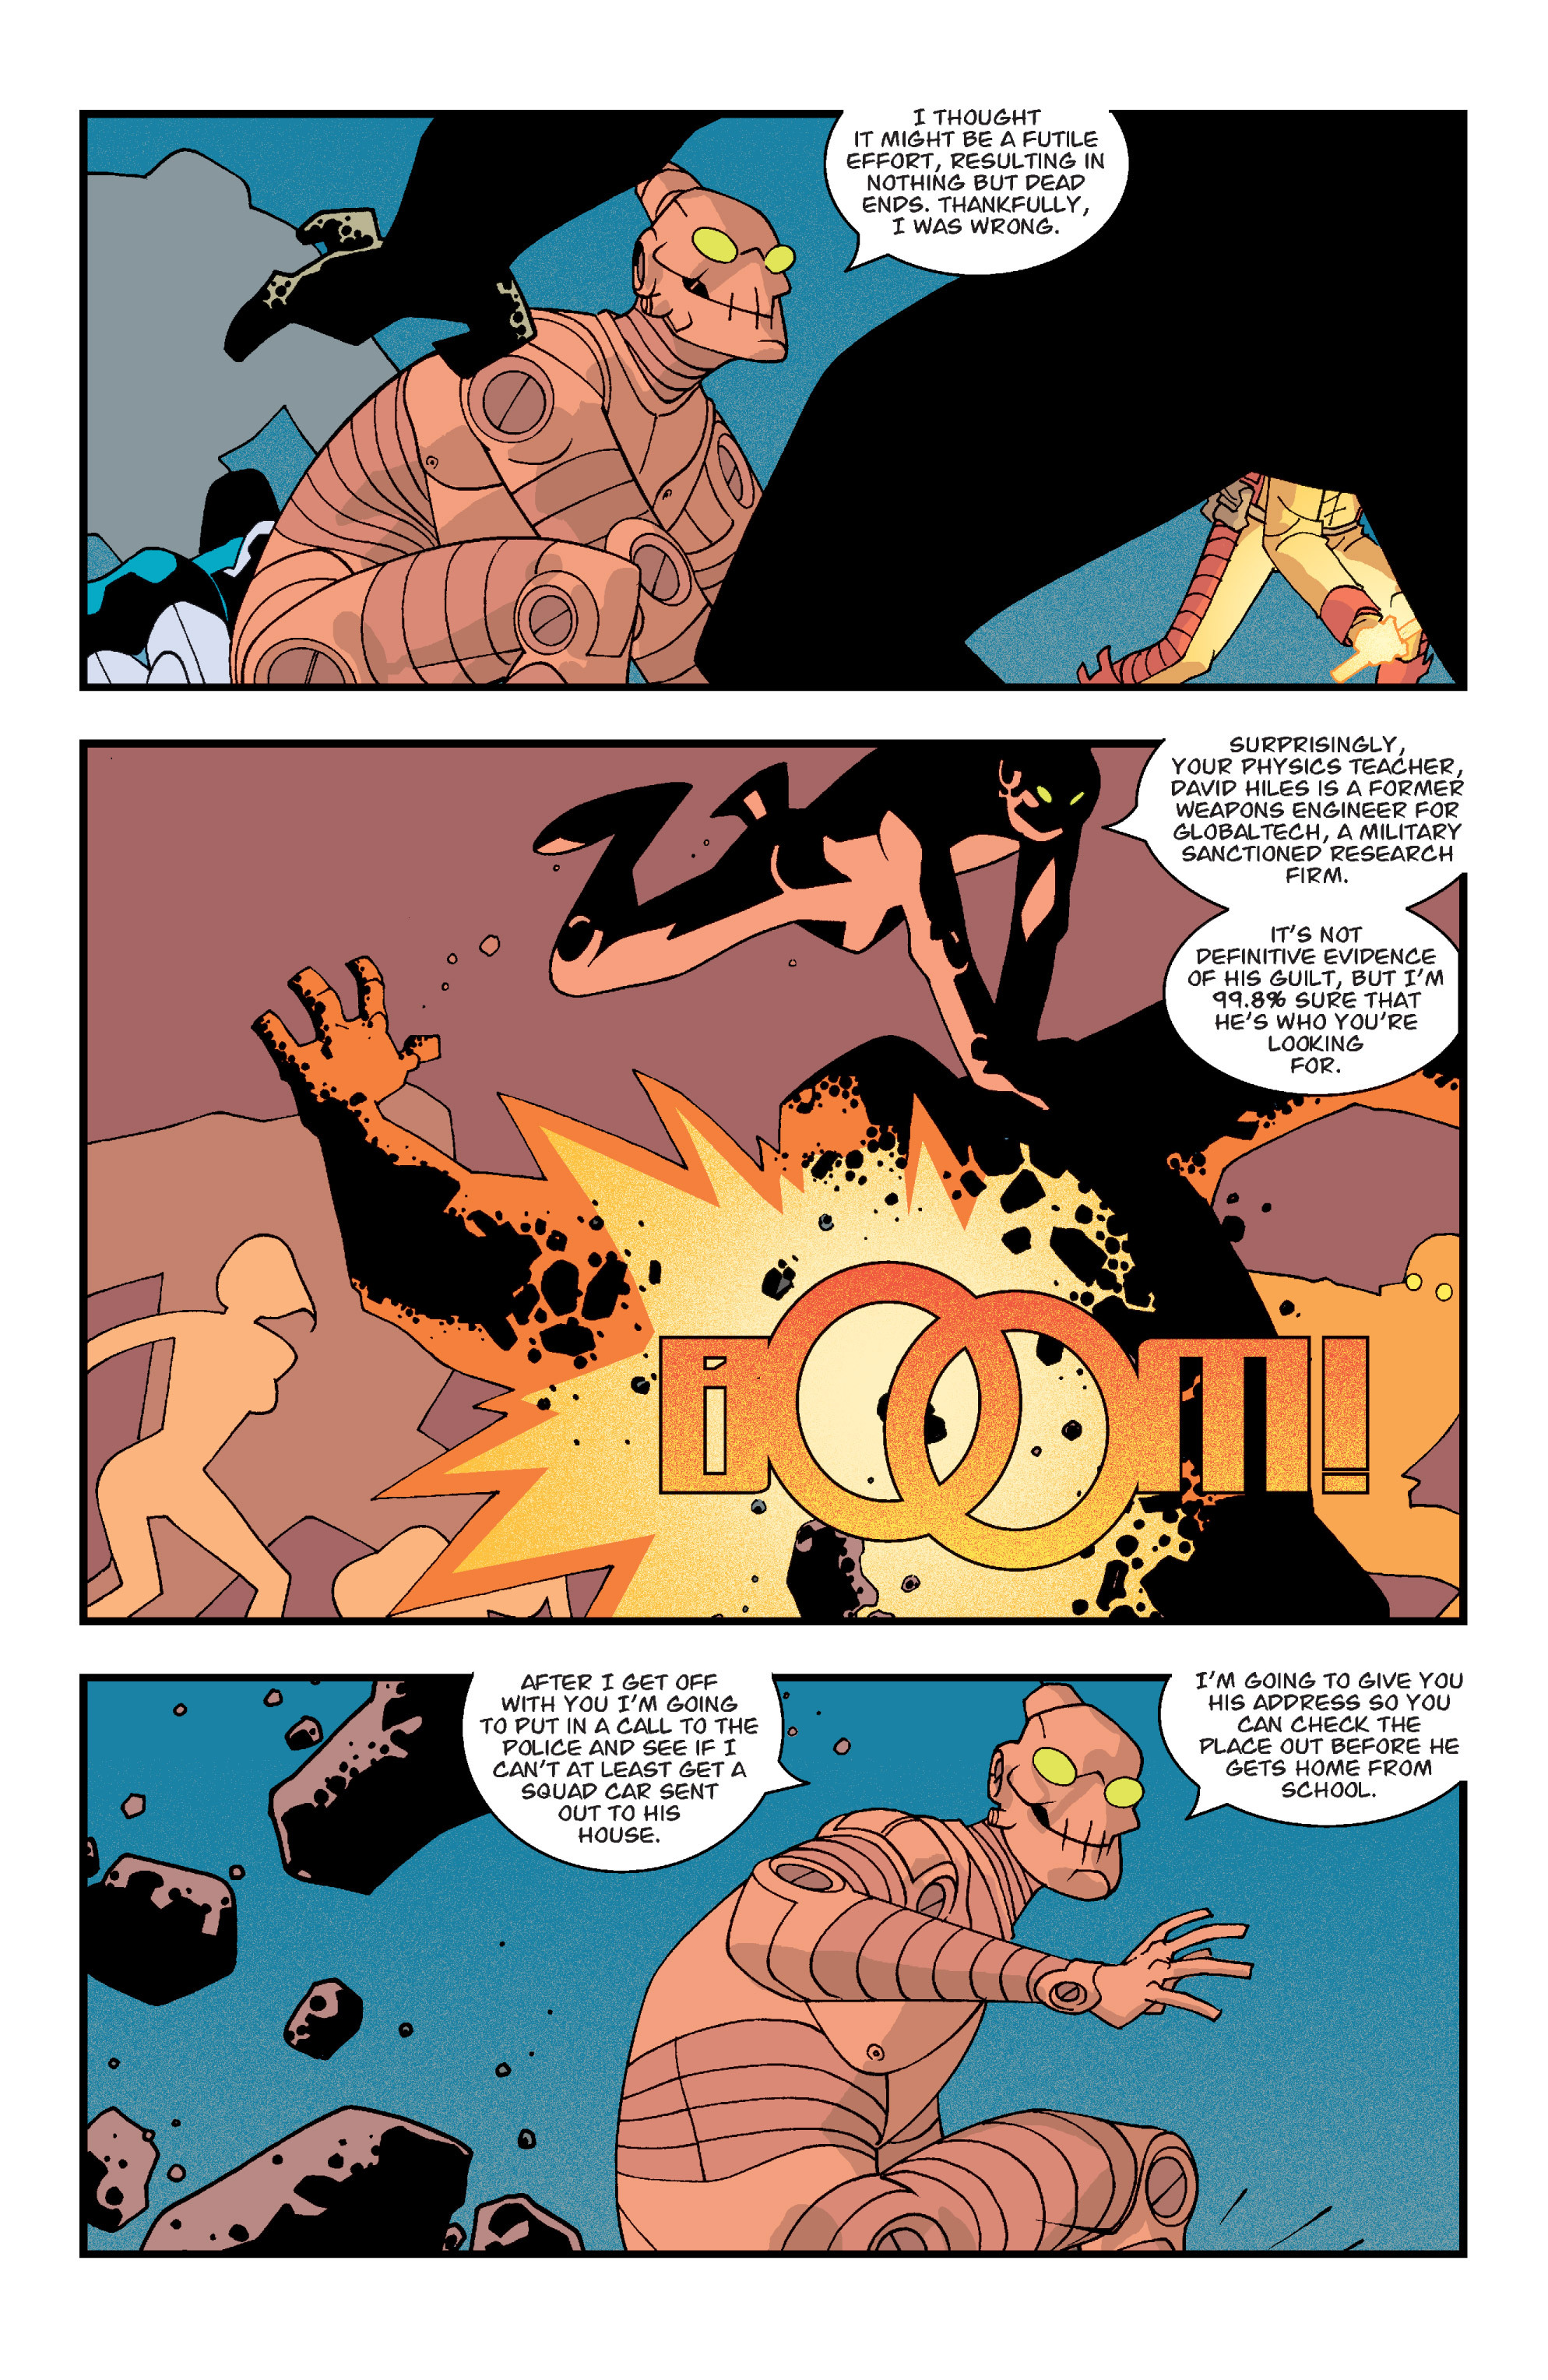 I THOUGHT
IT MIGHT BE A FUTILE
EFFORT, RESULTING IN
NOTHING BUT DEAD
ENDS. THANKFULLY,
I WAS WRONG.
SURPRISINGLY,
YOUR PHYSICS TEACHER,
DAVID HILES IS A FORMER
WEAPONS ENGINEER FOR
GLOBALTECH, A MILITARY
SANCTIONED RESEARCH
FIRM.
IT'S NOT
DEFINITIVE EVIDENCE
OF HIS GUILT, BUT I'M
99.8% SURE THAT
HE'S WHO YOU'RE
LOOKING
FOR.
BOOM!
AFTER I GET OFF
WITH YOU I'M GOING
TO PUT IN A CALL TO THE
POLICE AND SEE IF I
CAN'T AT LEAST GET A
SQUAD CAR SENT
OUT TO HIS
HOUSE.
I'M GOING TO GIVE YOU
HIS ADDRESS SO YOU
CAN CHECK THE
PLACE OUT BEFORE HE
GETS HOME FROM
SCHOOL.